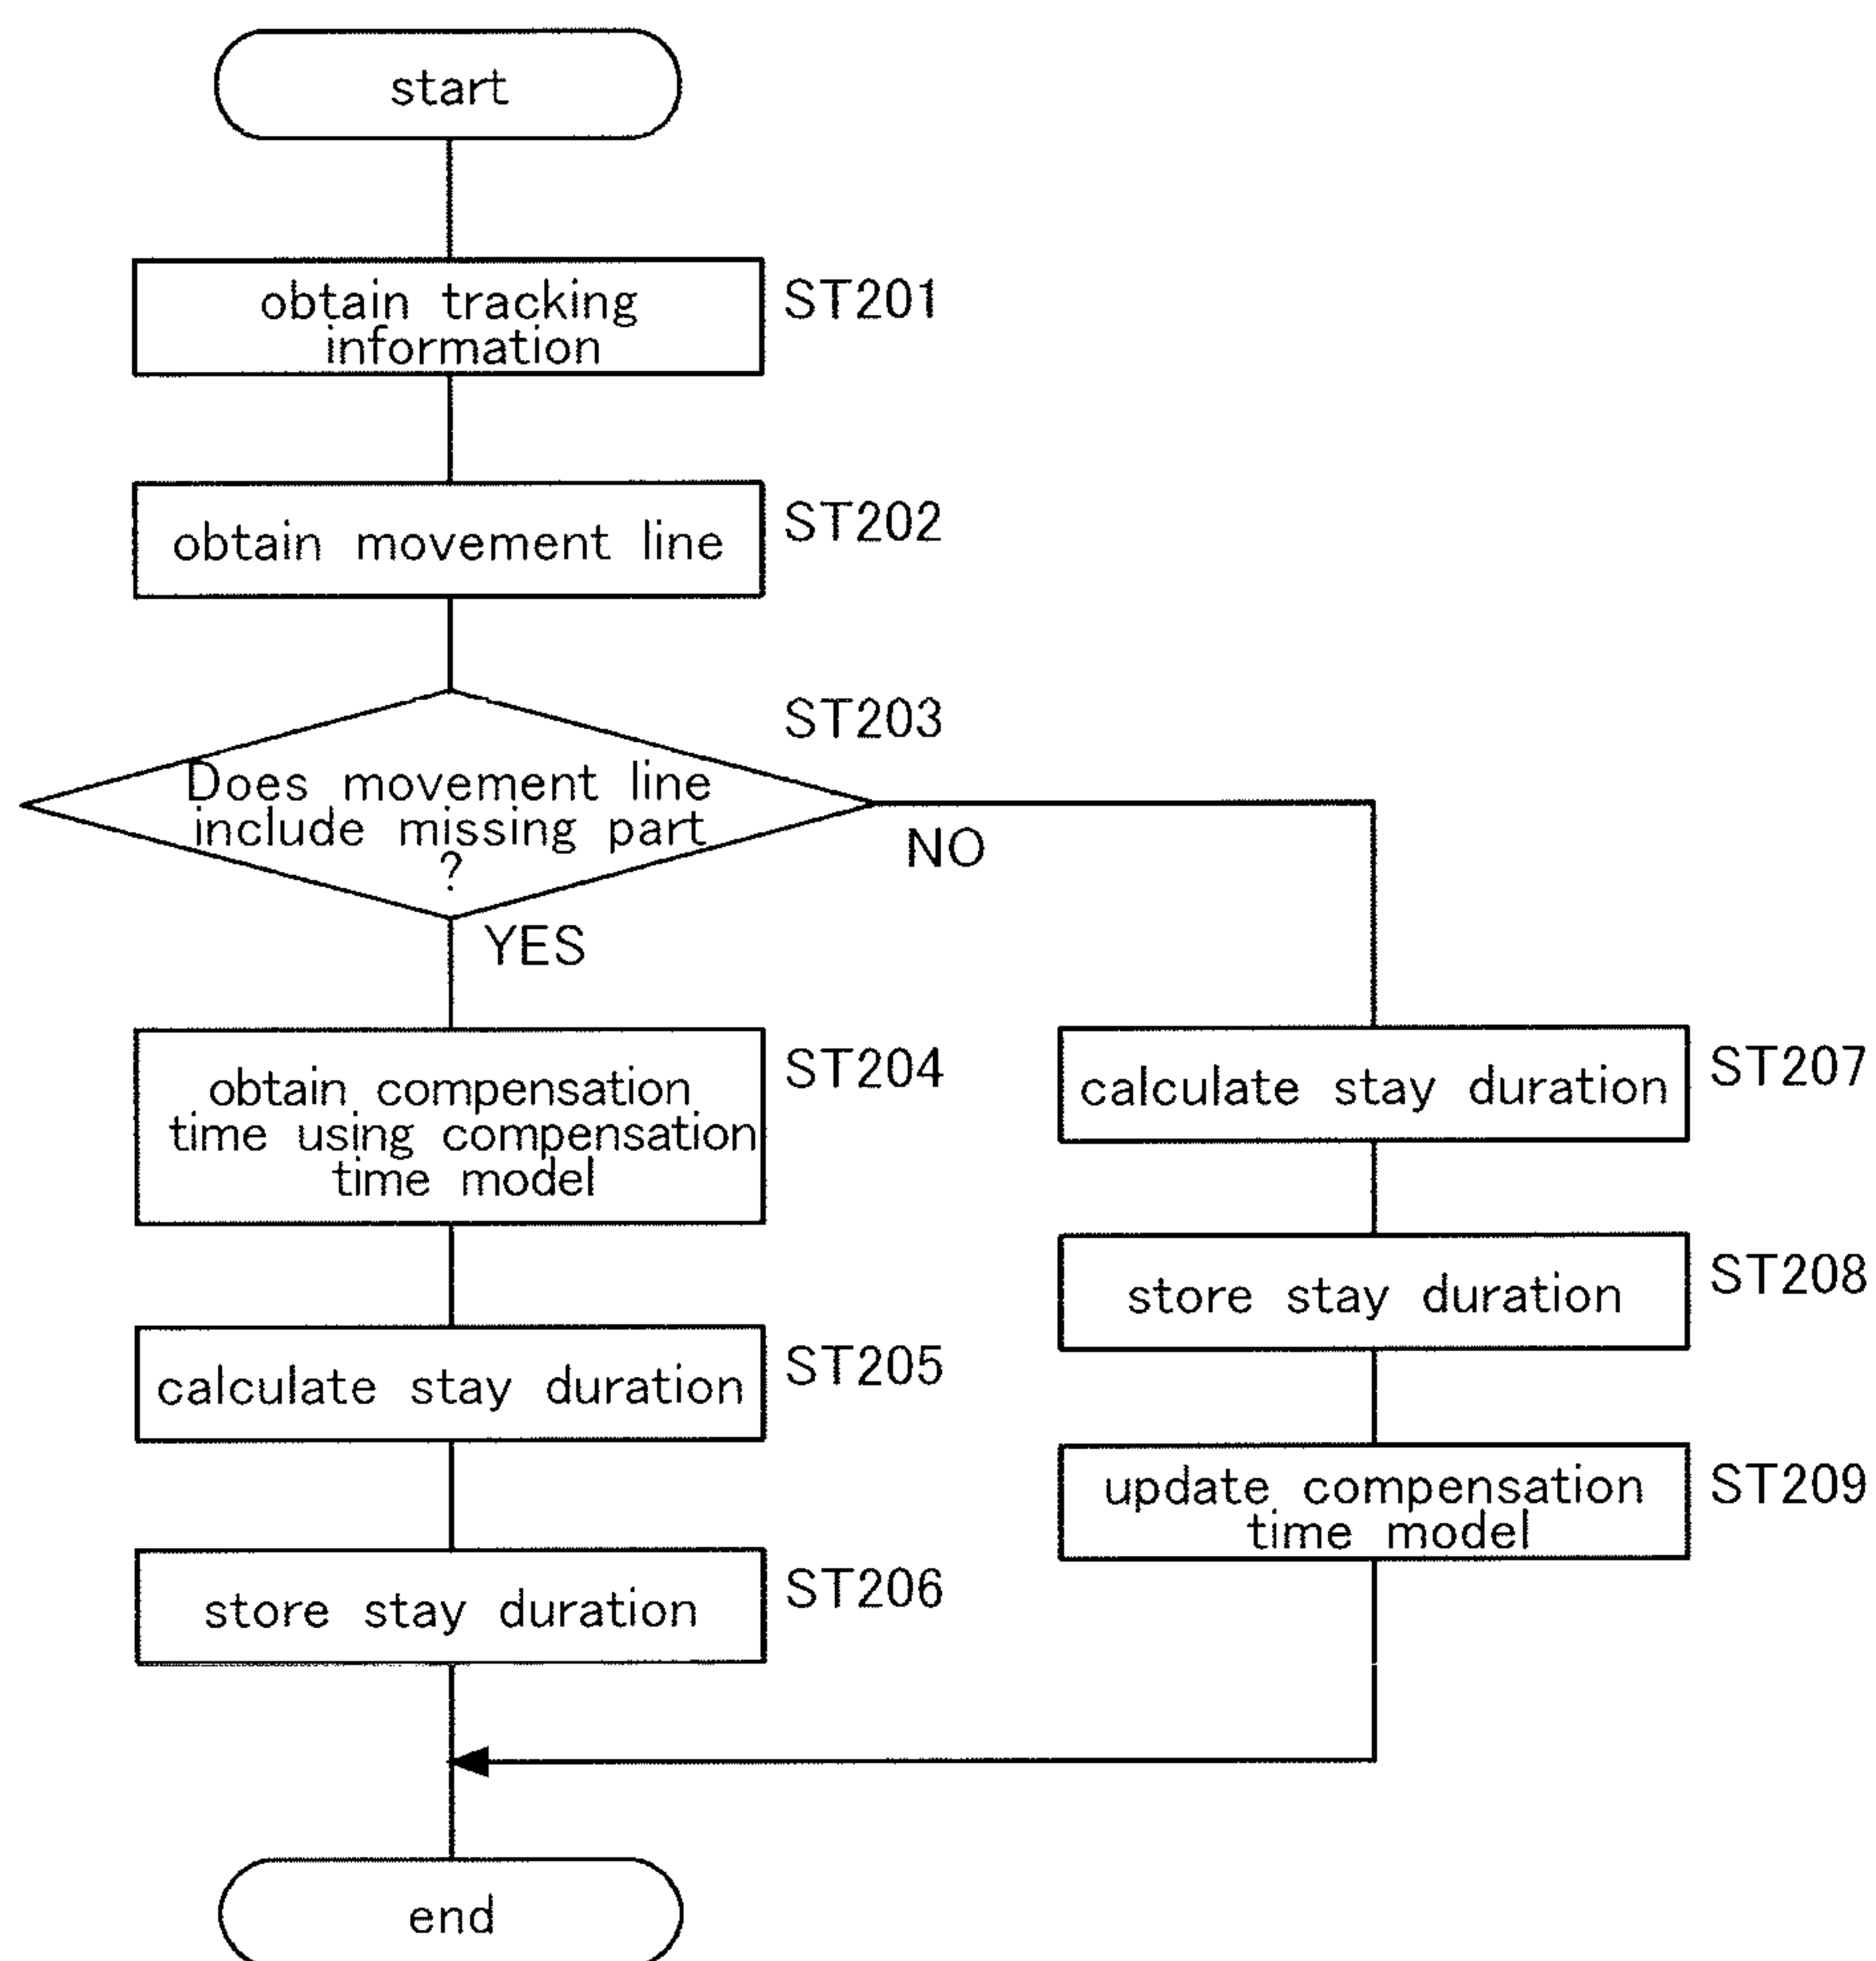 start
obtain tracking
information
ST201
obtain movement line
ST202
ST203
Does movement line
include missing part
?
NO
YES
obtain compensation
time using compensation
time model
ST204
calculate stay duration
ST205
store stay duration
ST206
calculate stay duration
ST207
store stay duration
ST208
update compensation
time model
ST209
end